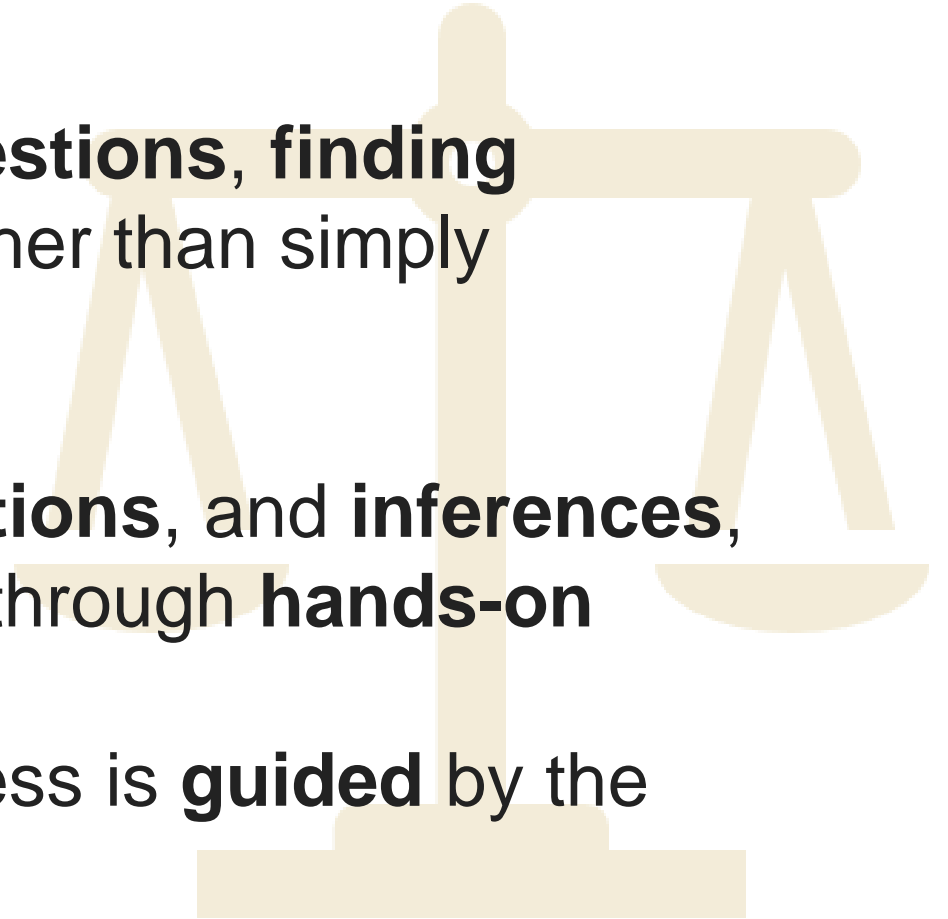 estions, finding
her than simply
tions, and inferences,
through hands-on
ess is guided by the